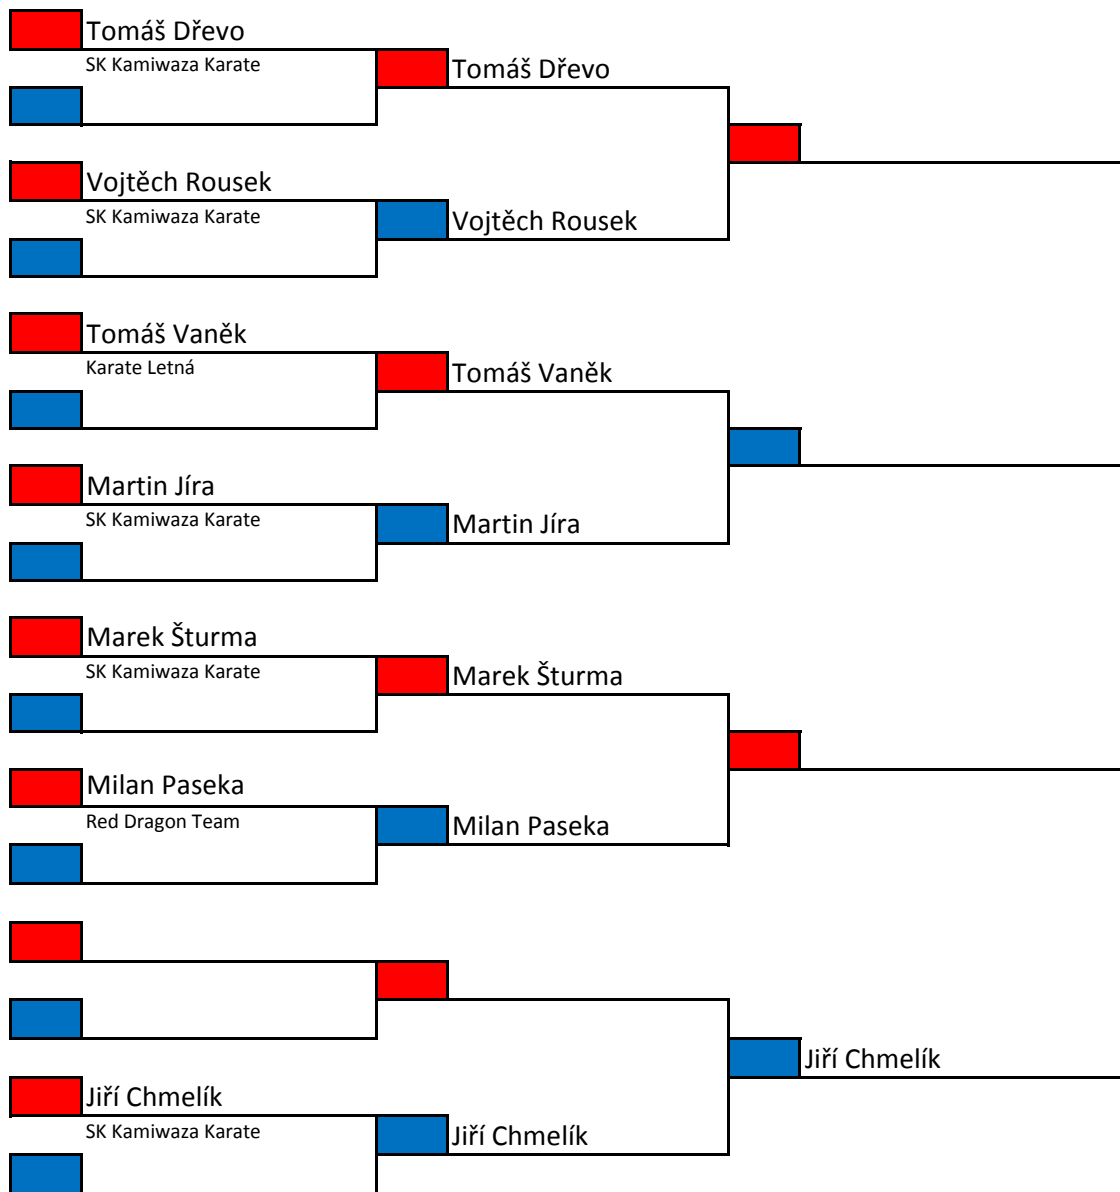 Tomáš Dřevo
SK Kamiwaza Karate
Tomáš Dřevo
Vojtěch Rousek
SK Kamiwaza Karate
Vojtěch Rousek
Tomáš Vaněk
Karate Letná
Tomáš Vaněk
Martin Jíra
SK Kamiwaza Karate
Martin Jíra
Marek Šturma
SK Kamiwaza Karate
Marek Šturma
Milan Paseka
Red Dragon Team
Milan Paseka
Jiří Chmelík
Jiří Chmelík
SK Kamiwaza Karate
Jiří Chmelík